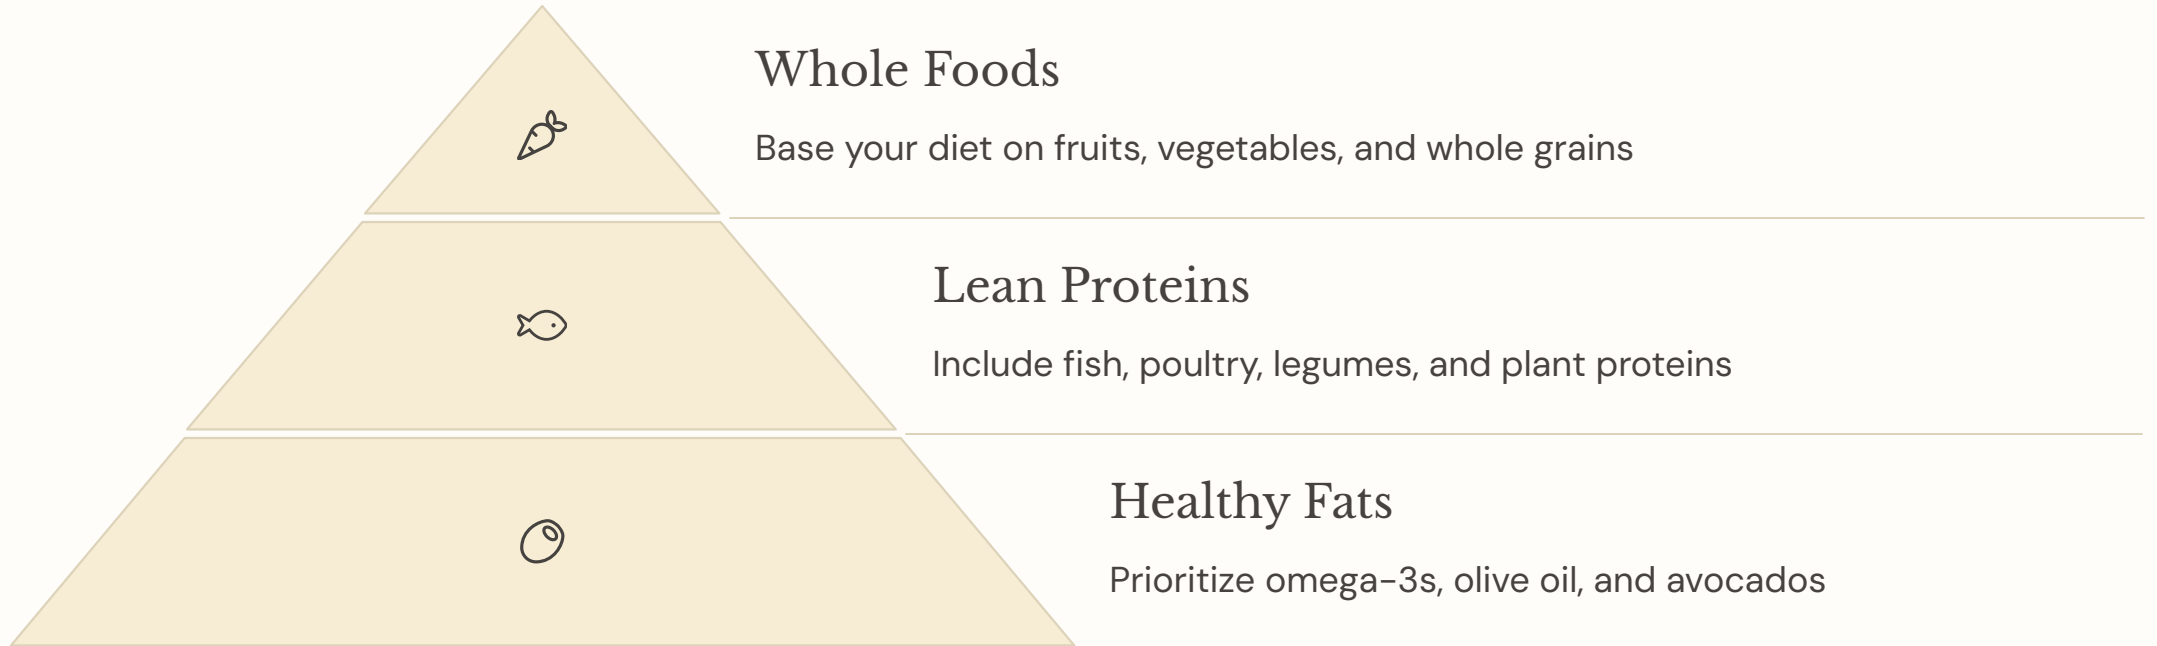 Whole Foods
Base your diet on fruits, vegetables, and whole grains
Lean Proteins
Include fish, poultry, legumes, and plant proteins
Healthy Fats
Prioritize omega-3s, olive oil, and avocados